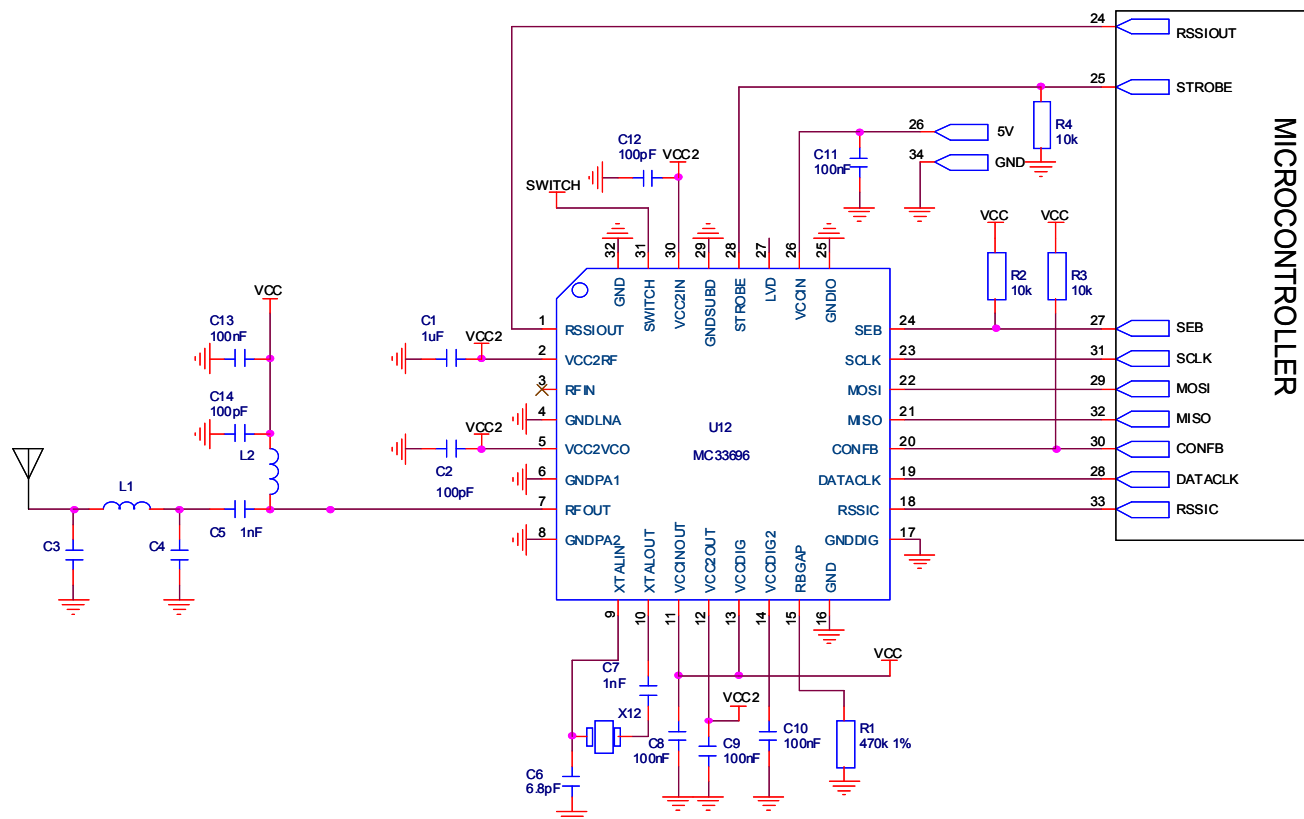 24
RSSIOUT
25
STROBE
R4
10k
26
5V
34
GND
C11
100nF
C12
100pF
VCC2
SWITCH
MICROCONTROLLER
VCC
VCC
R2
10k
R3
10k
32
31
30
29
28
27
26
25
GND
SWITCH
VCC2IN
GNDSUBD
STROBE
LVD
VCCIN
GNDIO
VCC
C13
100nF
C14
100pF
L2
C1
1uF
VCC2
VCC2
C2
100pF
L1
C5
1nF
C3
C4
1
RSSIOUT
2
VCC2RF
3
RFIN
4
GNDLNA
5
VCC2VCO
6
GNDPA1
7
RFOUT
8
GNDPA2
U12
MC33696
SEB
24
27
SEB
SCLK
23
31
SCLK
MOSI
22
29
MOSI
MISO
21
32
MISO
CONFB
20
30
CONFB
DATACLK
19
28
DATACLK
RSSIC
18
33
RSSIC
GNDDIG
17
XTALIN
XTALOUT
VCCINOUT
VCC2OUT
VCCDIG
VCCDIG2
RBGAP
GND
9
10
11
12
13
14
15
16
VCC
C7
1nF
X12
VCC2
C6
6.8pF
C8
100nF
C9
100nF
C10
100nF
R1
470k 1%